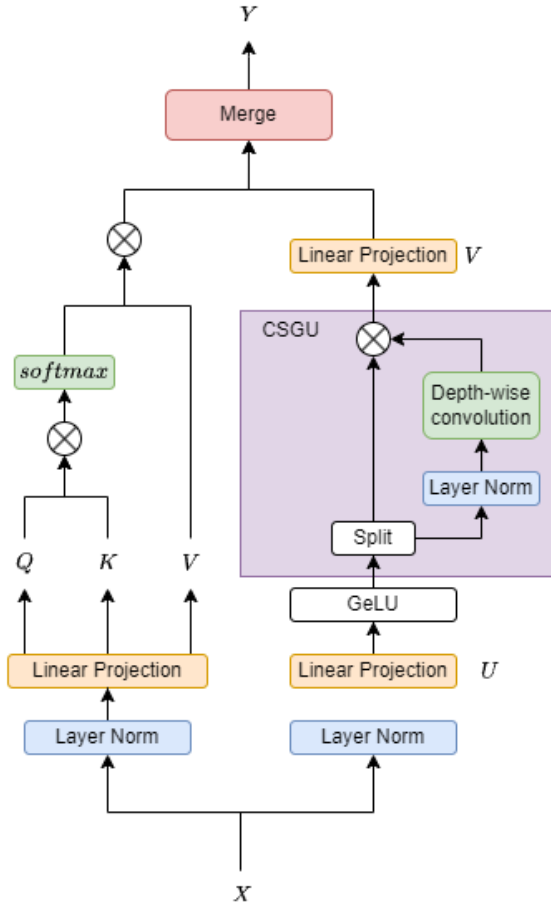 Y
Merge
Linear Projection V
CSGU
softmax
Depth-wise
convolution
Layer Norm
Split
Q K V
GeLU
Linear Projection
Linear Projection U
Layer Norm
Layer Norm
X